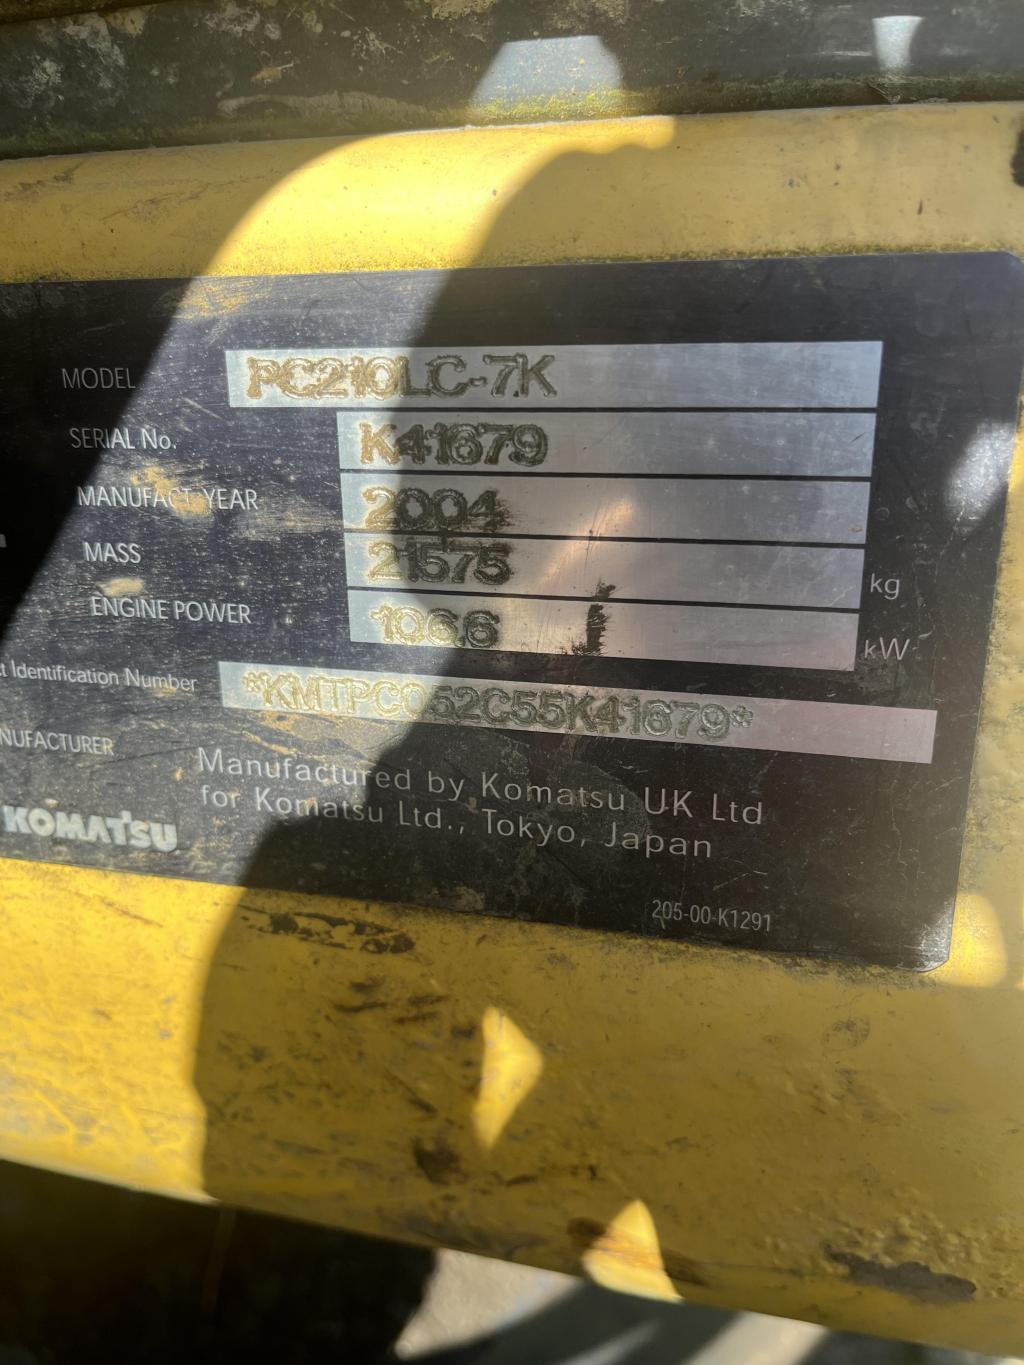 MODEL PC210LC-7K
SERIAL No. K41679
MANUFACT. YEAR 2004
MASS 21575 kg
ENGINE POWER 106.6 kW
t Identification Number *KMTPC052C55K41679*
NUFACTURER
Manufactured by Komatsu UK Ltd
for Komatsu Ltd., Tokyo, Japan
KOMATSU
205-00-K1291